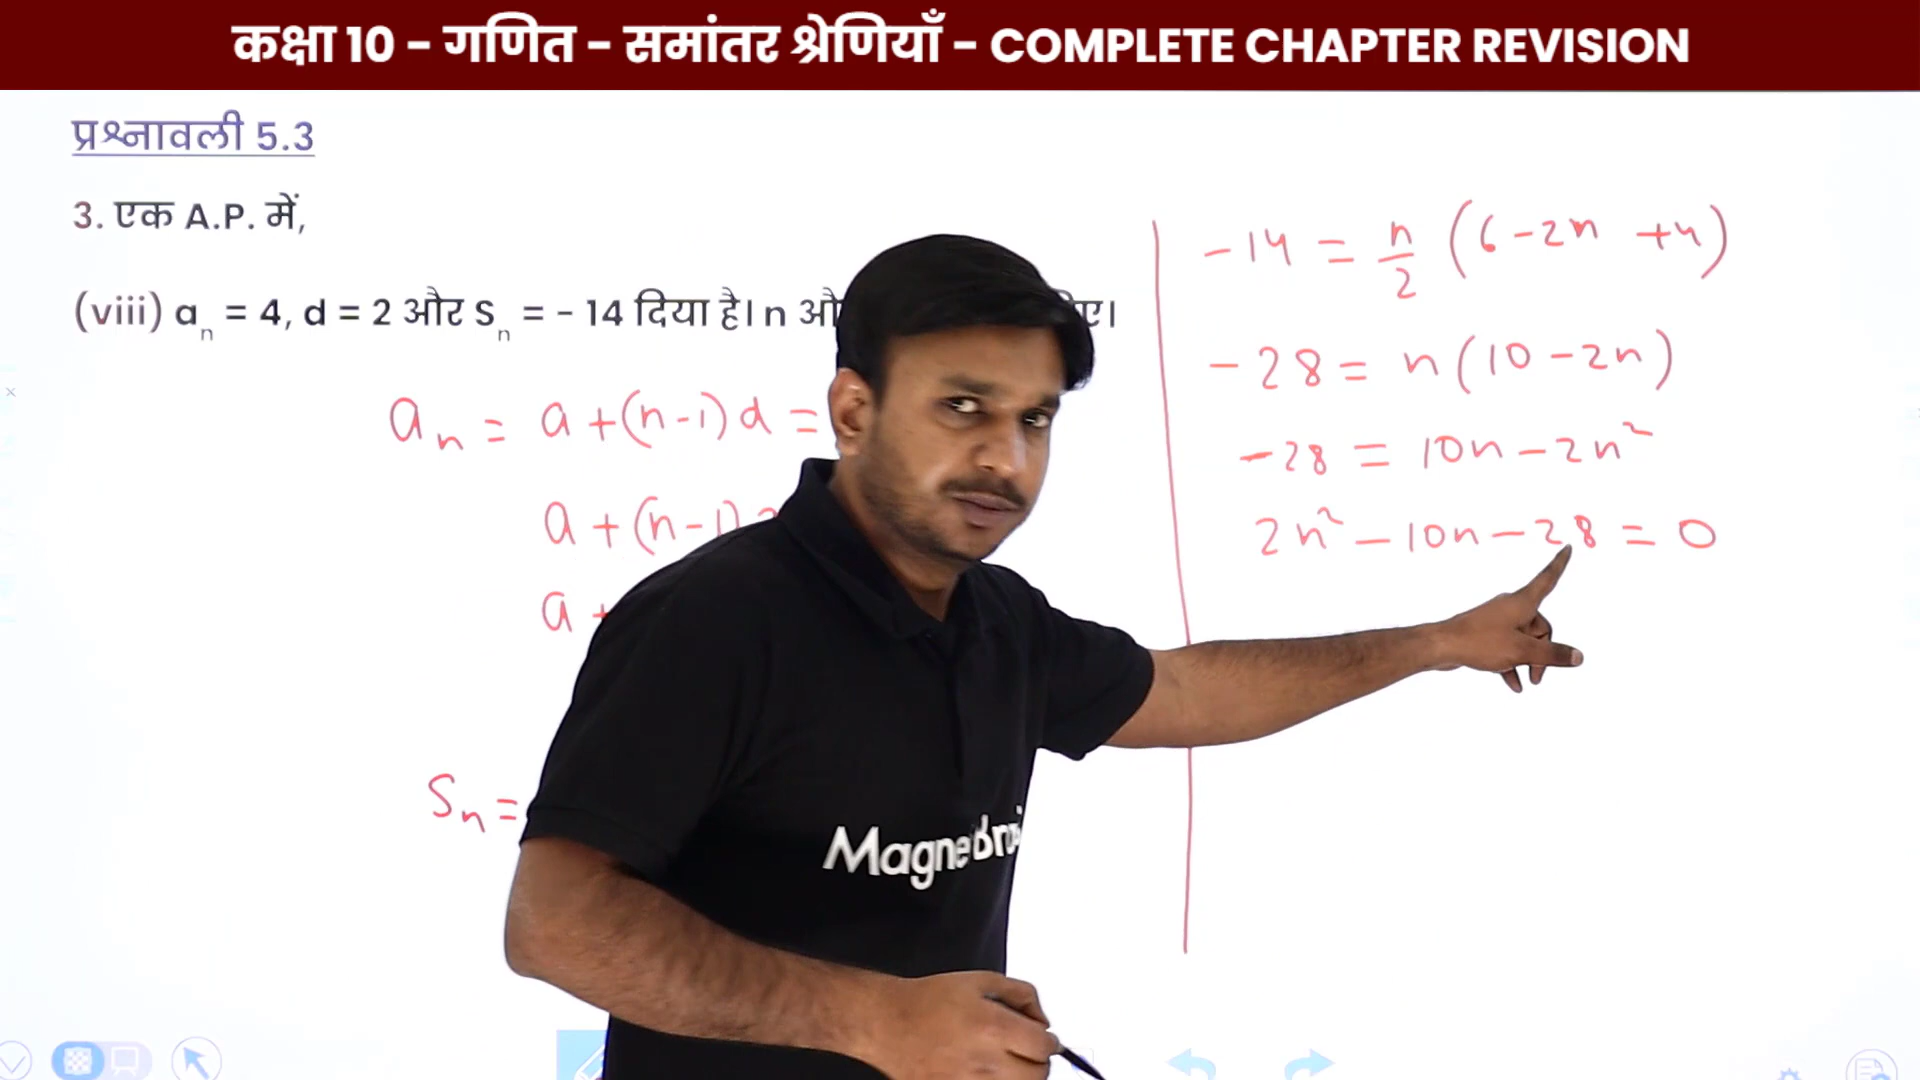 कक्षा 10 - गणित - समांतर श्रेणियाँ - COMPLETE CHAPTER REVISION
प्रश्नावली 5.3
3. एक A.P. में,
(viii) aₙ = 4, d = 2 और Sₙ = - 14 दिया है। n
aₙ = a + (n-1) d =
a + (n-1)
a +
Sₙ =
-14 = n/2 (6 - 2n + 4)
-28 = n (10 - 2n)
-28 = 10n - 2n²
2n² - 10n - 28 = 0